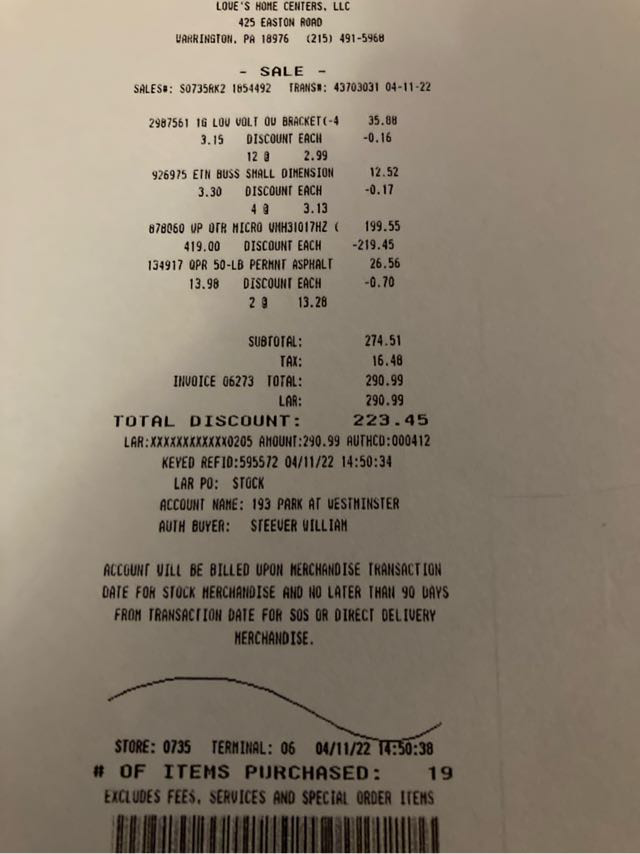 LOWE'S HOME CENTERS, LLC
425 EASTON ROAD
WARRINGTON, PA 18976 (215) 491-5968
- SALE -
SALES#: S0735RK2 1854492 TRANS#: 43703031 04-11-22
2987561 1G LOW VOLT OW BRACKET(-4 35.88
3.15 DISCOUNT EACH -0.16
12 @ 2.99
926975 ETN BUSS SMALL DIMENSION 12.52
3.30 DISCOUNT EACH -0.17
4 @ 3.13
878060 WP OTR MICRO WMH31017HZ ( 199.55
419.00 DISCOUNT EACH -219.45
134917 QPR 50-LB PERMNT ASPHALT 26.56
13.98 DISCOUNT EACH -0.70
2 @ 13.28
SUBTOTAL: 274.51
TAX: 16.48
INVOICE 06273 TOTAL: 290.99
LAR: 290.99
TOTAL DISCOUNT: 223.45
LAR:XXXXXXXXXXXX0205 AMOUNT:290.99 AUTHCD:000412
KEYED REFID:595572 04/11/22 14:50:34
LAR PO: STOCK
ACCOUNT NAME: 193 PARK AT WESTMINSTER
AUTH BUYER: STEEVER WILLIAM
ACCOUNT WILL BE BILLED UPON MERCHANDISE TRANSACTION
DATE FOR STOCK MERCHANDISE AND NO LATER THAN 90 DAYS
FROM TRANSACTION DATE FOR SOS OR DIRECT DELIVERY
MERCHANDISE.
STORE: 0735 TERMINAL: 06 04/11/22 14:50:38
# OF ITEMS PURCHASED: 19
EXCLUDES FEES, SERVICES AND SPECIAL ORDER ITEMS